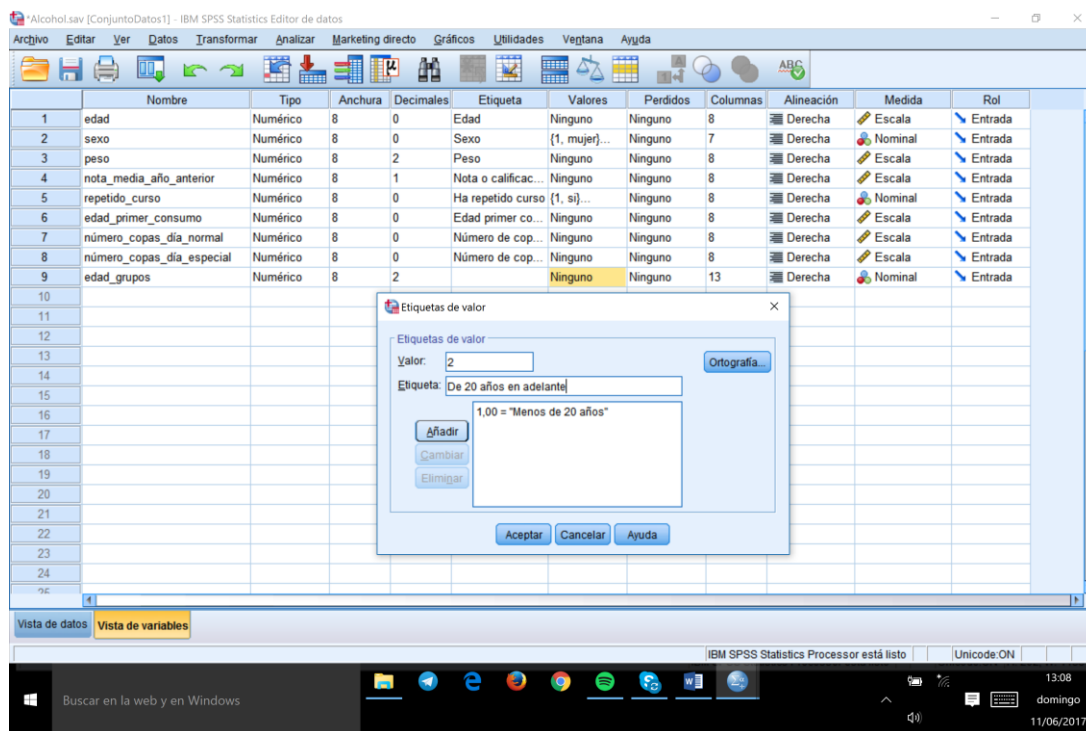 *Alcohol.sav [ConjuntoDatos1] - IBM SPSS Statistics Editor de datos
Archivo Editar Ver Datos Transformar Analizar Marketing directo Gráficos Utilidades Ventana Ayuda
Nombre Tipo Anchura Decimales Etiqueta Valores Perdidos Columnas Alineación Medida Rol
1 edad Numérico 8 0 Edad Ninguno Ninguno 8 Derecha Escala Entrada
2 sexo Numérico 8 0 Sexo {1, mujer}... Ninguno 7 Derecha Nominal Entrada
3 peso Numérico 8 2 Peso Ninguno Ninguno 8 Derecha Escala Entrada
4 nota_media_año_anterior Numérico 8 1 Nota o calificac... Ninguno Ninguno 8 Derecha Escala Entrada
5 repetido_curso Numérico 8 0 Ha repetido curso {1, si}... Ninguno 8 Derecha Nominal Entrada
6 edad_primer_consumo Numérico 8 0 Edad primer co... Ninguno Ninguno 8 Derecha Escala Entrada
7 número_copas_día_normal Numérico 8 0 Número de cop... Ninguno Ninguno 8 Derecha Escala Entrada
8 número_copas_día_especial Numérico 8 0 Número de cop... Ninguno Ninguno 8 Derecha Escala Entrada
9 edad_grupos Numérico 8 2 Ninguno Ninguno 13 Derecha Nominal Entrada
10
11
12
13
14
15
16
17
18
19
20
21
22
23
24
25
Etiquetas de valor
Etiquetas de valor
Valor: 2
Ortografía...
Etiqueta: De 20 años en adelante
1,00 = "Menos de 20 años"
Añadir
Cambiar
Eliminar
Aceptar Cancelar Ayuda
Vista de datos Vista de variables
IBM SPSS Statistics Processor está listo Unicode:ON
Buscar en la web y en Windows
13:08
domingo
11/06/2017